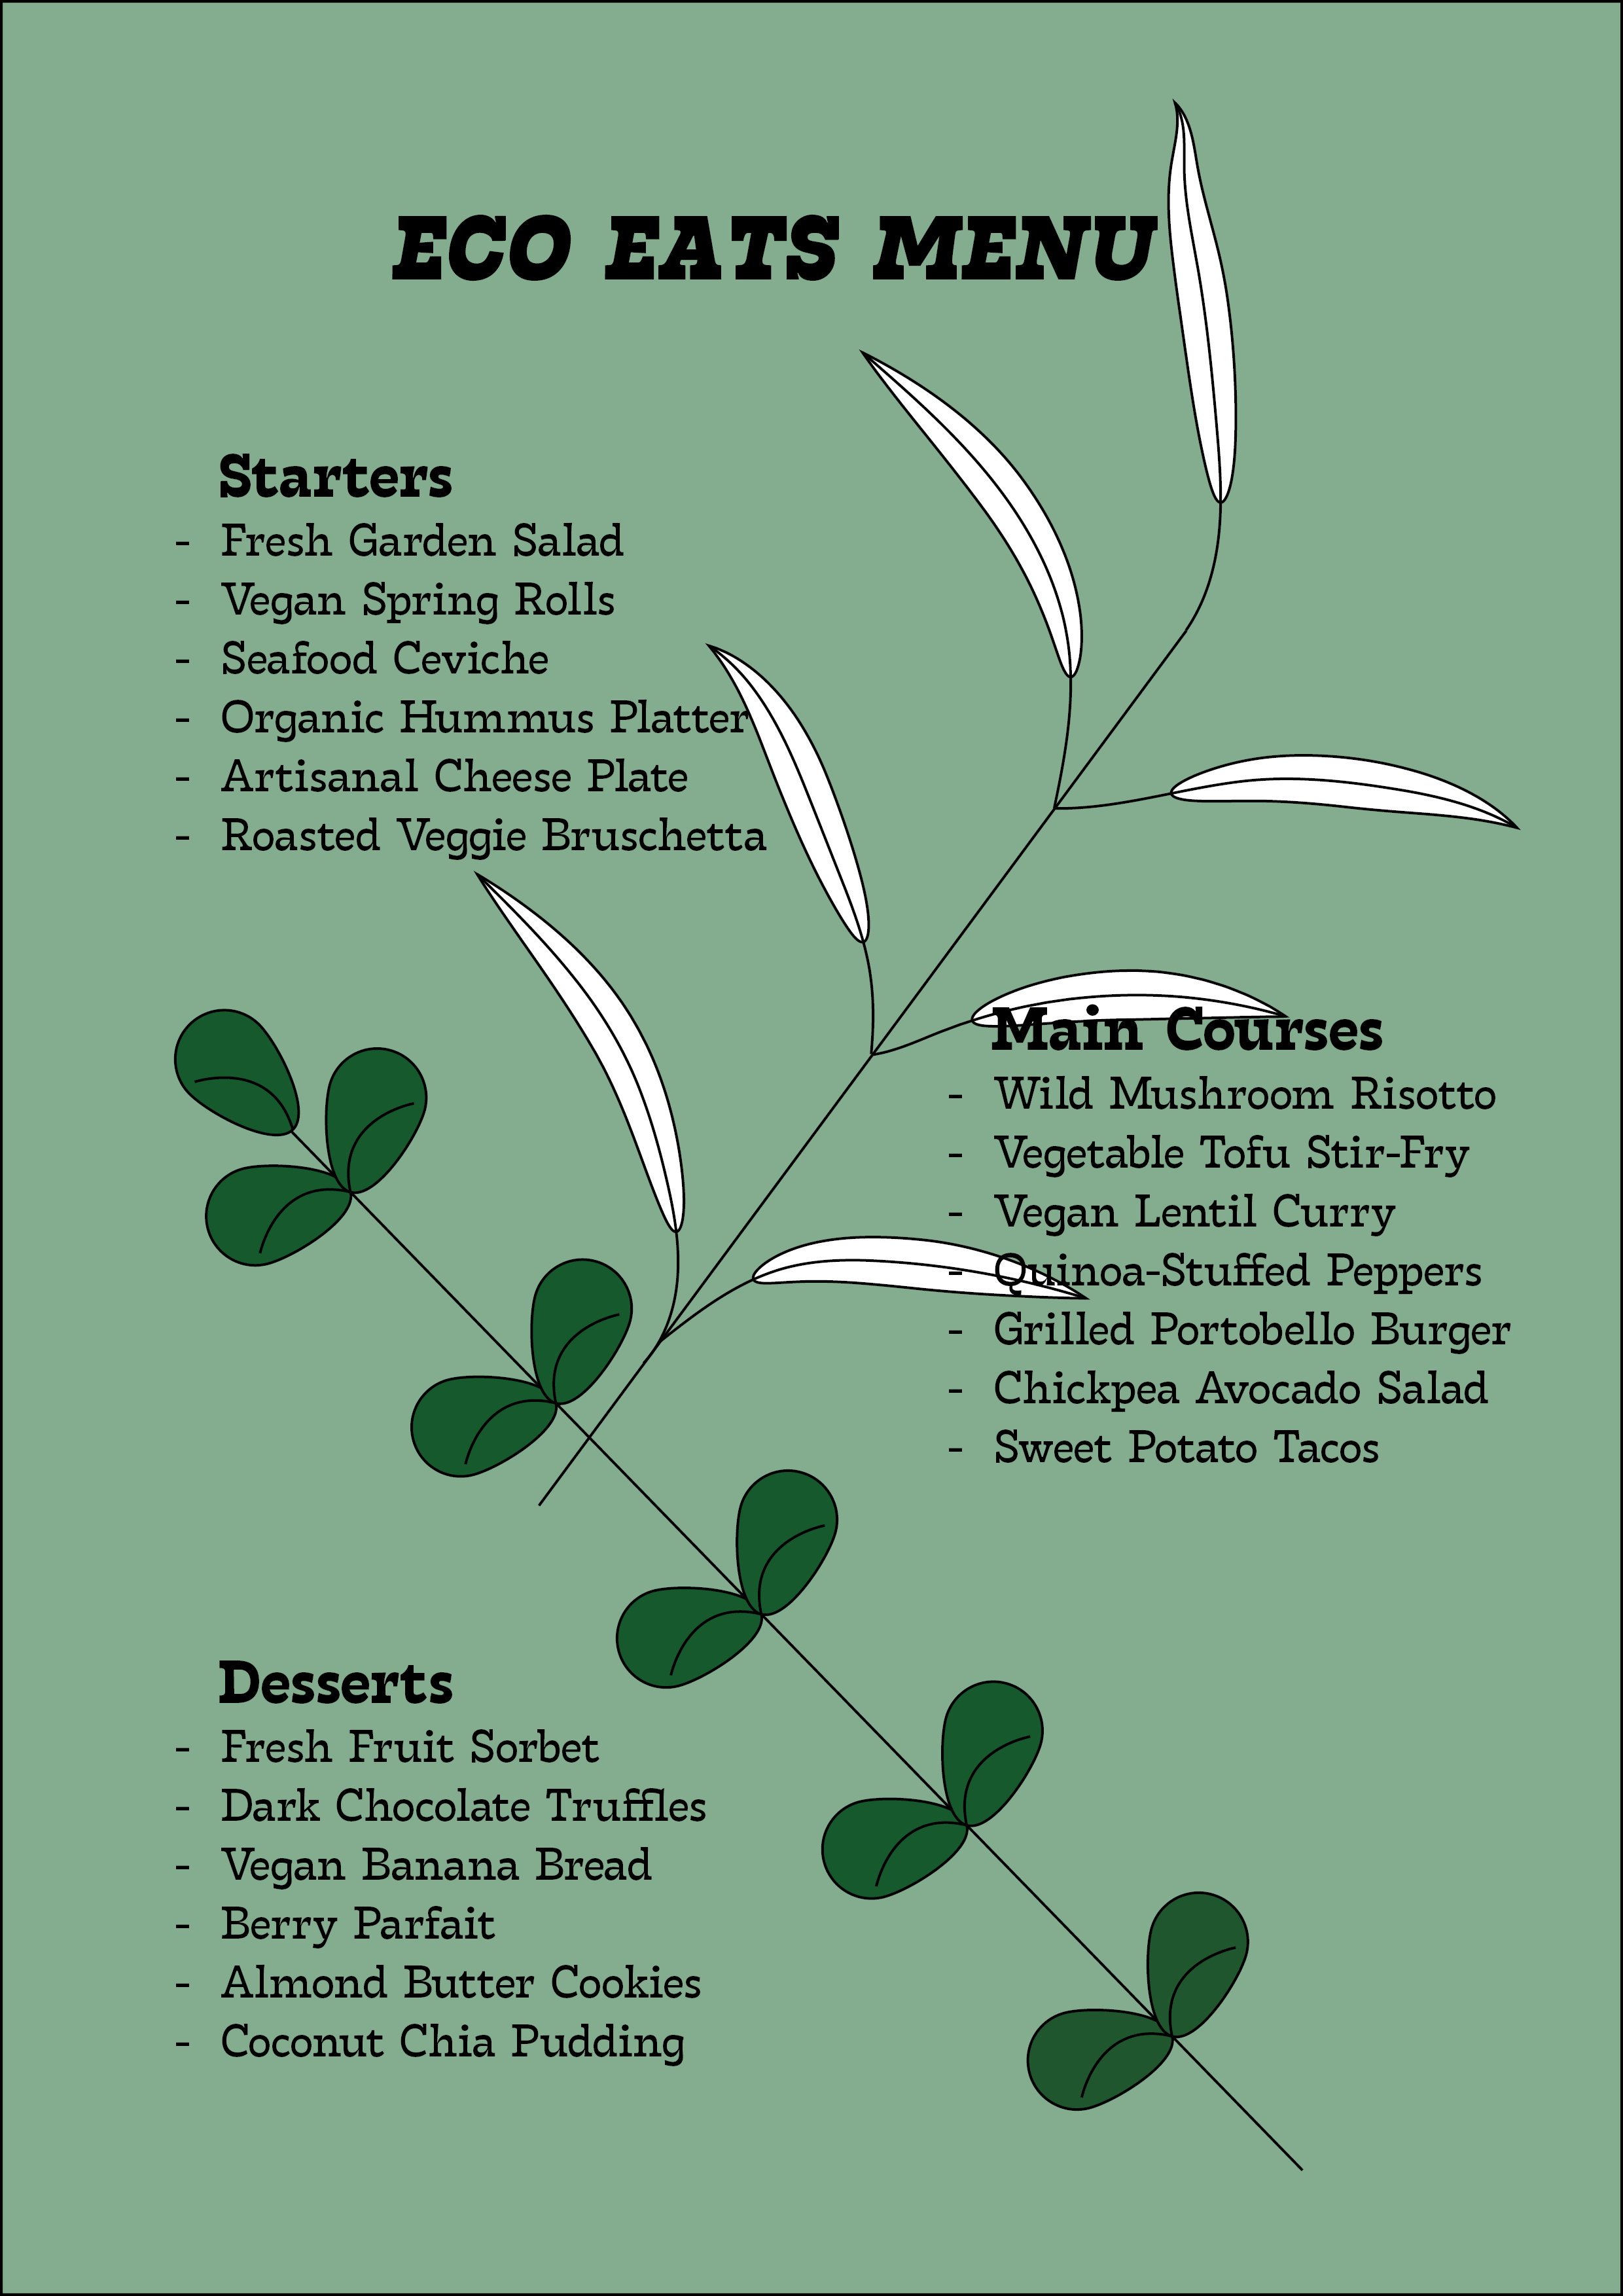 ECO EATS MENU
Starters
- Fresh Garden Salad
- Vegan Spring Rolls
- Seafood Ceviche
- Organic Hummus Platter
- Artisanal Cheese Plate
- Roasted Veggie Bruschetta
Main Courses
- Wild Mushroom Risotto
- Vegetable Tofu Stir-Fry
- Vegan Lentil Curry
- Quinoa-Stuffed Peppers
- Grilled Portobello Burger
- Chickpea Avocado Salad
- Sweet Potato Tacos
Desserts
- Fresh Fruit Sorbet
- Dark Chocolate Truffles
- Vegan Banana Bread
- Berry Parfait
- Almond Butter Cookies
- Coconut Chia Pudding